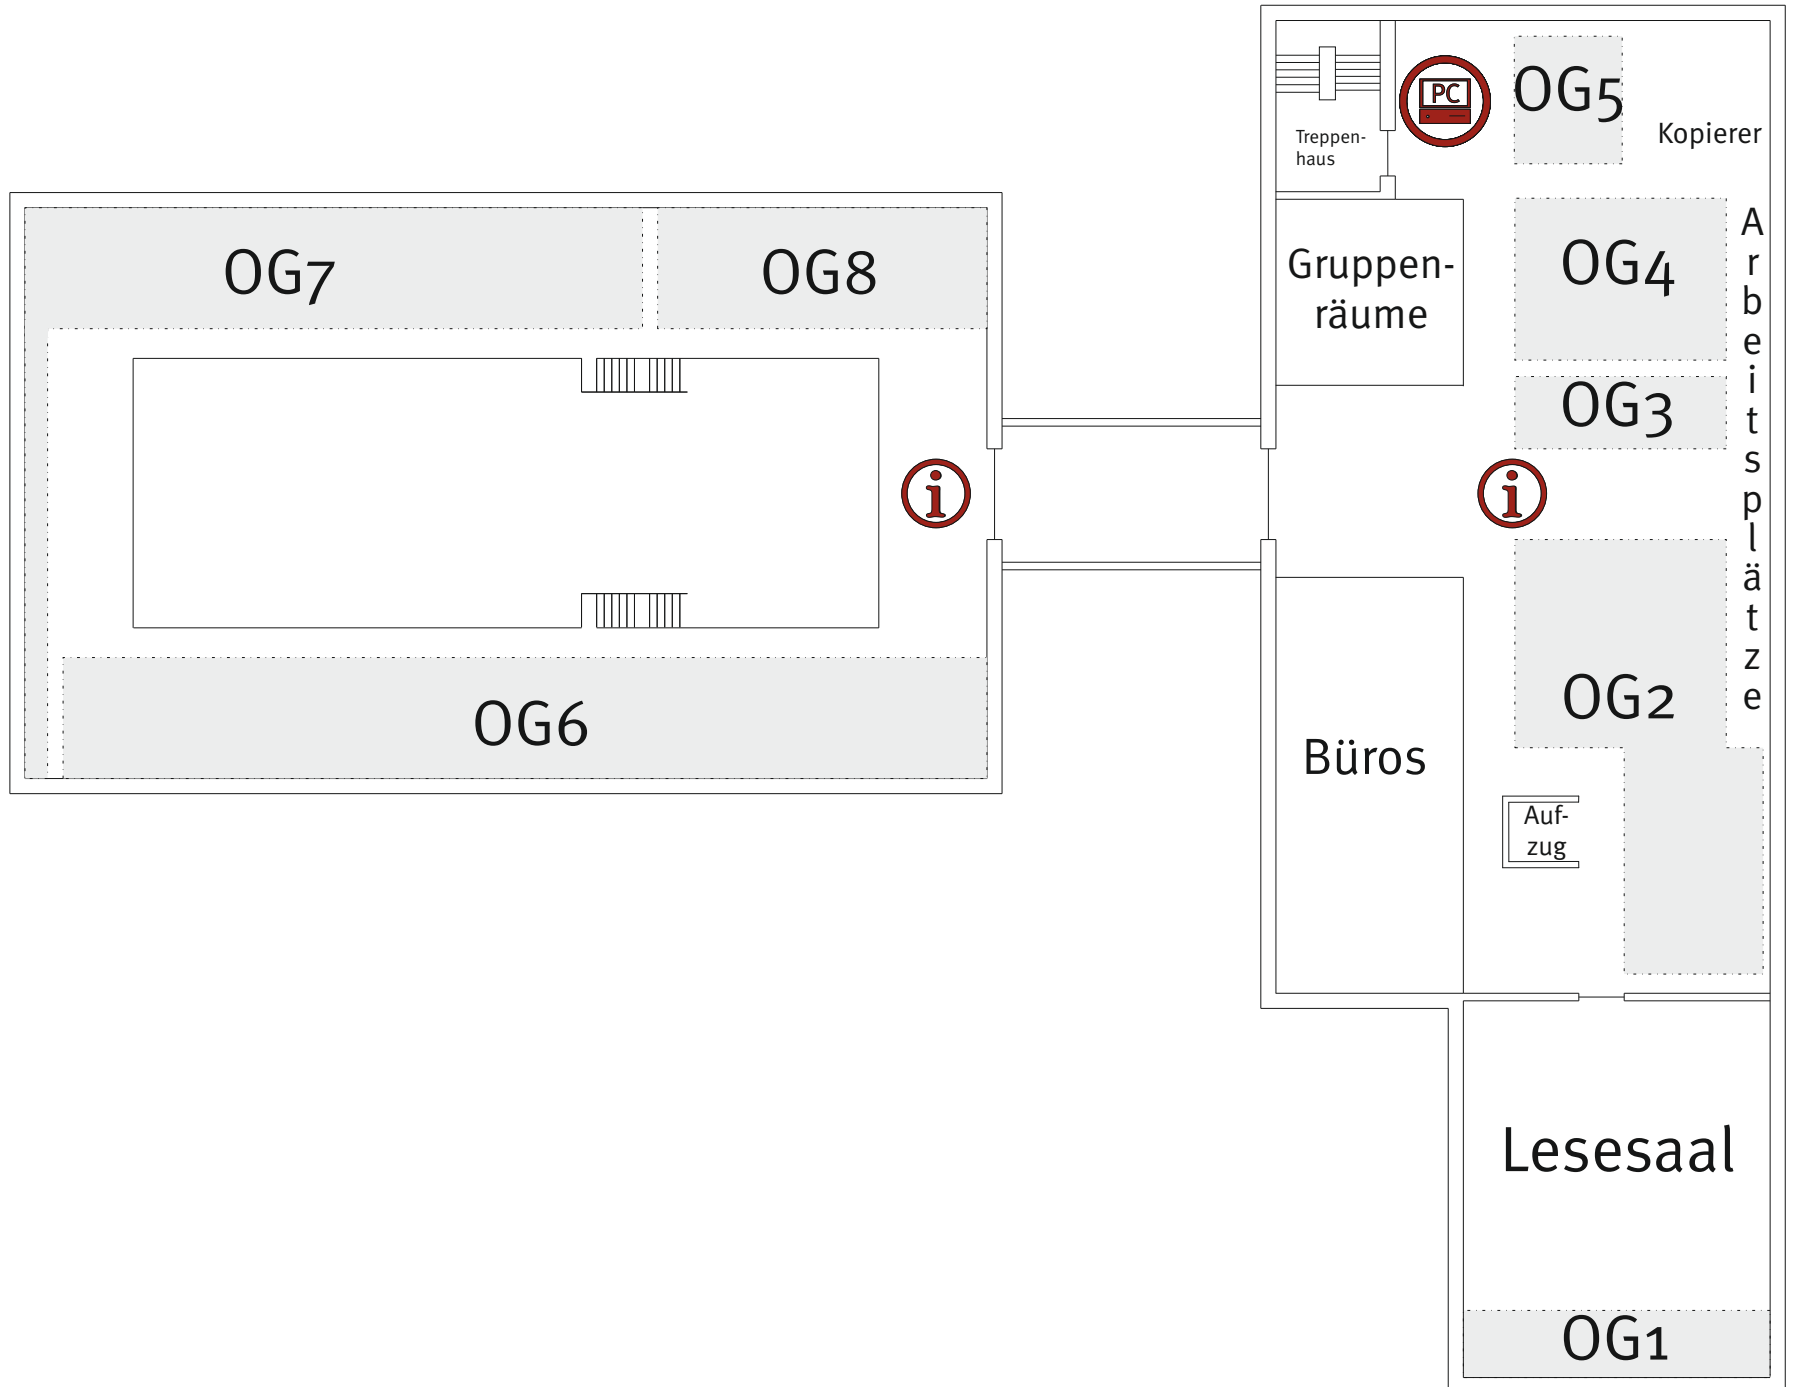 OG5
PC
Kopierer
Treppen-
haus
Gruppen-
räume
OG4
OG7
OG8
OG3
Arbeitsplätze
i
i
OG2
OG6
Büros
Auf-
zug
Lesesaal
OG1